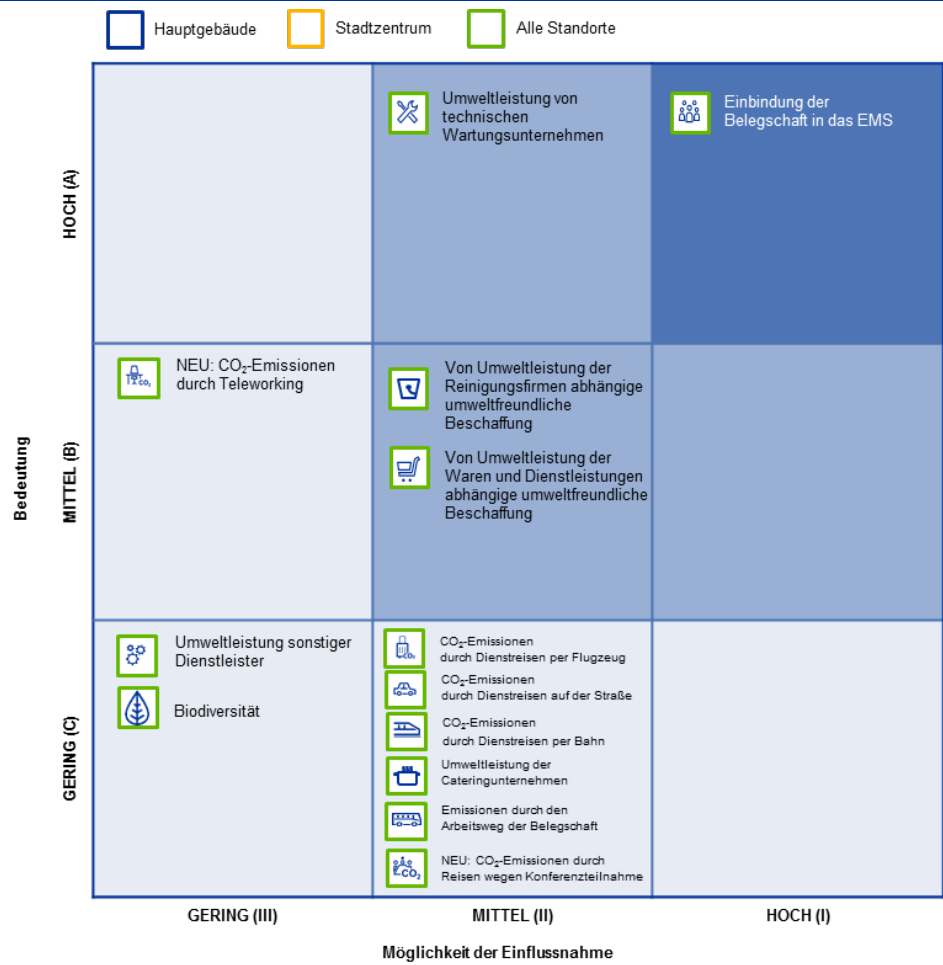 Hauptgebäude
Stadtzentrum
Alle Standorte
Bedeutung
HOCH (A)
Umweltleistung von
technischen
Wartungsunternehmen
Einbindung der
Belegschaft in das EMS
MITTEL (B)
CO₂
NEU: CO₂-Emissionen
durch Teleworking
Von Umweltleistung der
Reinigungsfirmen abhängige
umweltfreundliche
Beschaffung
Von Umweltleistung der
Waren und Dienstleistungen
abhängige umweltfreundliche
Beschaffung
GERING (C)
Umweltleistung sonstiger
Dienstleister
Biodiversität
CO₂
CO₂-Emissionen
durch Dienstreisen per Flugzeug
CO₂-Emissionen
durch Dienstreisen auf der Straße
CO₂-Emissionen
durch Dienstreisen per Bahn
Umweltleistung der
Cateringunternehmen
Emissionen durch den
Arbeitsweg der Belegschaft
CO₂
NEU: CO₂-Emissionen durch
Reisen wegen Konferenzteilnahme
GERING (III)
MITTEL (II)
HOCH (I)
Möglichkeit der Einflussnahme